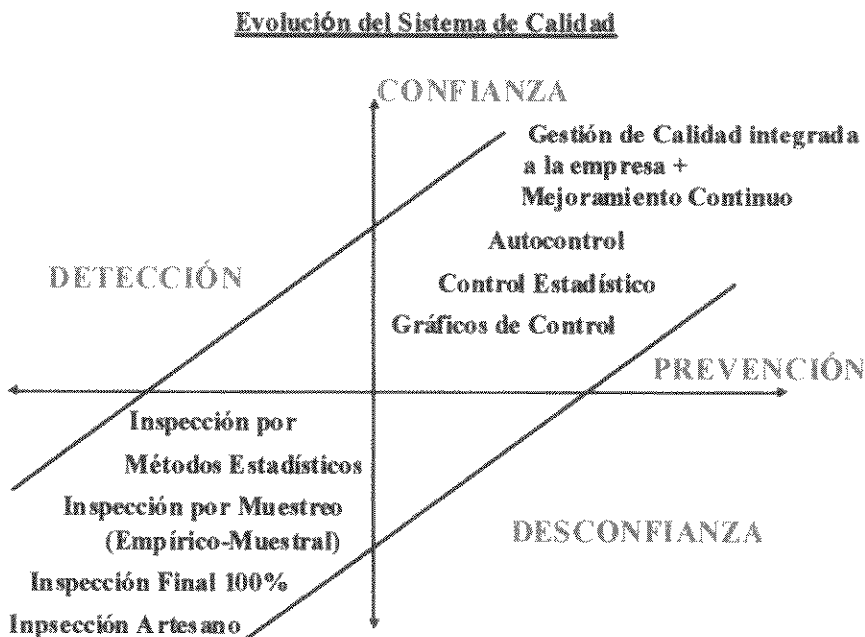 Evolución del Sistema de Calidad
CONFIANZA
Gestión de Calidad integrada
a la empresa +
Mejoramiento Continuo
Autocontrol
DETECCIÓN
Control Estadístico
Gráficos de Control
PREVENCIÓN
Inspección por
Métodos Estadísticos
Inspección por Muestreo
(Empírico-Muestral)
DESCONFIANZA
Inspección Final 100%
Inpsección Artesano